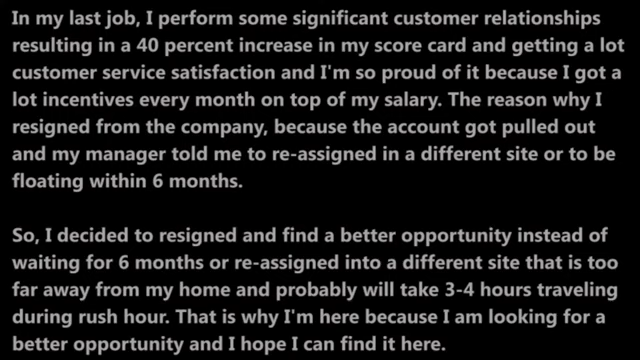 In my last job, I perform some significant customer relationships
resulting in a 40 percent increase in my score card and getting a lot
customer service satisfaction and I'm so proud of it because I got a
lot incentives every month on top of my salary. The reason why I
resigned from the company, because the account got pulled out
and my manager told me to re-assigned in a different site or to be
floating within 6 months.
So, I decided to resigned and find a better opportunity instead of
waiting for 6 months or re-assigned into a different site that is too
far away from my home and probably will take 3-4 hours traveling
during rush hour. That is why I'm here because I am looking for a
better opportunity and I hope I can find it here.